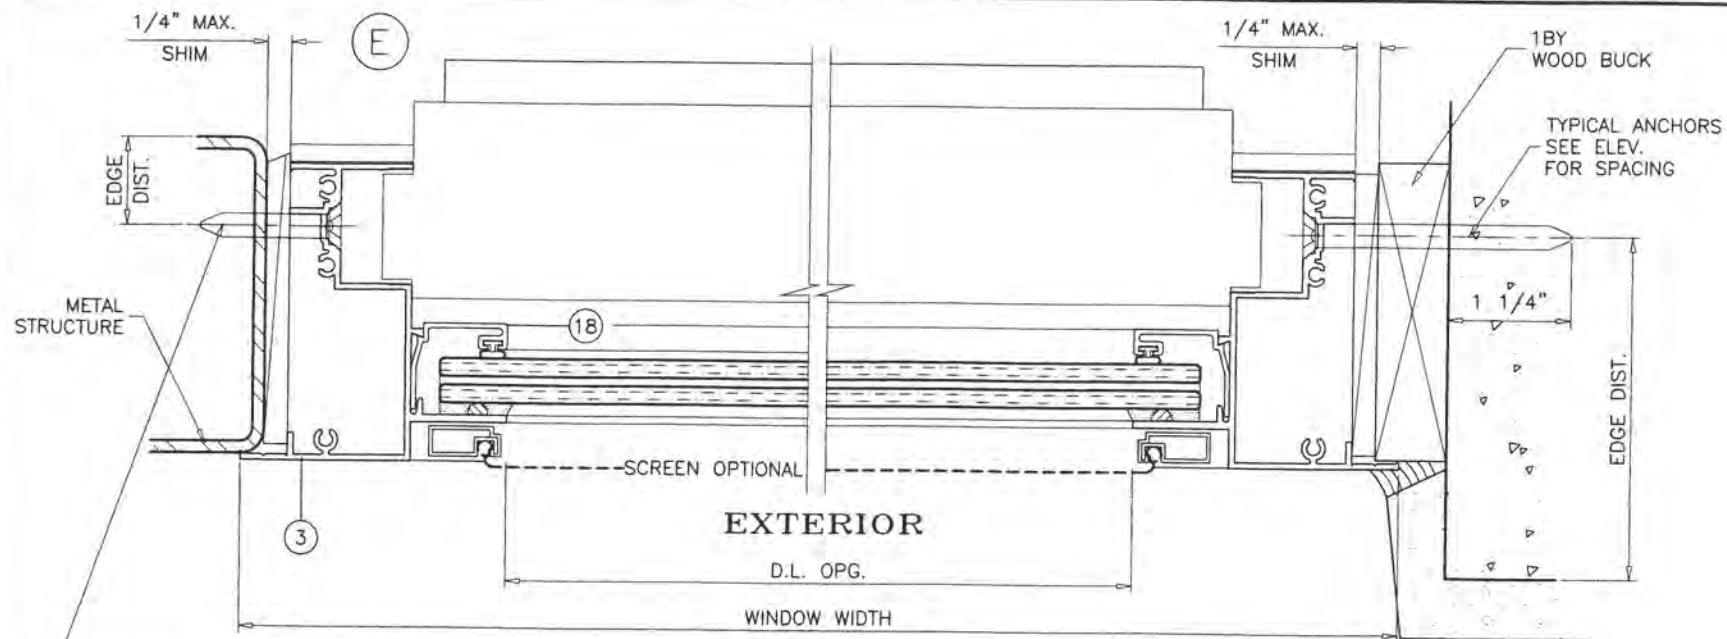 1/4" MAX.
SHIM
E
1/4" MAX.
SHIM
1BY
WOOD BUCK
TYPICAL ANCHORS
SEE ELEV.
FOR SPACING
EDGE
DIST.
METAL
STRUCTURE
18
1 1/4"
EDGE DIST.
SCREEN OPTIONAL
3
EXTERIOR
D.L. OPG.
WINDOW WIDTH